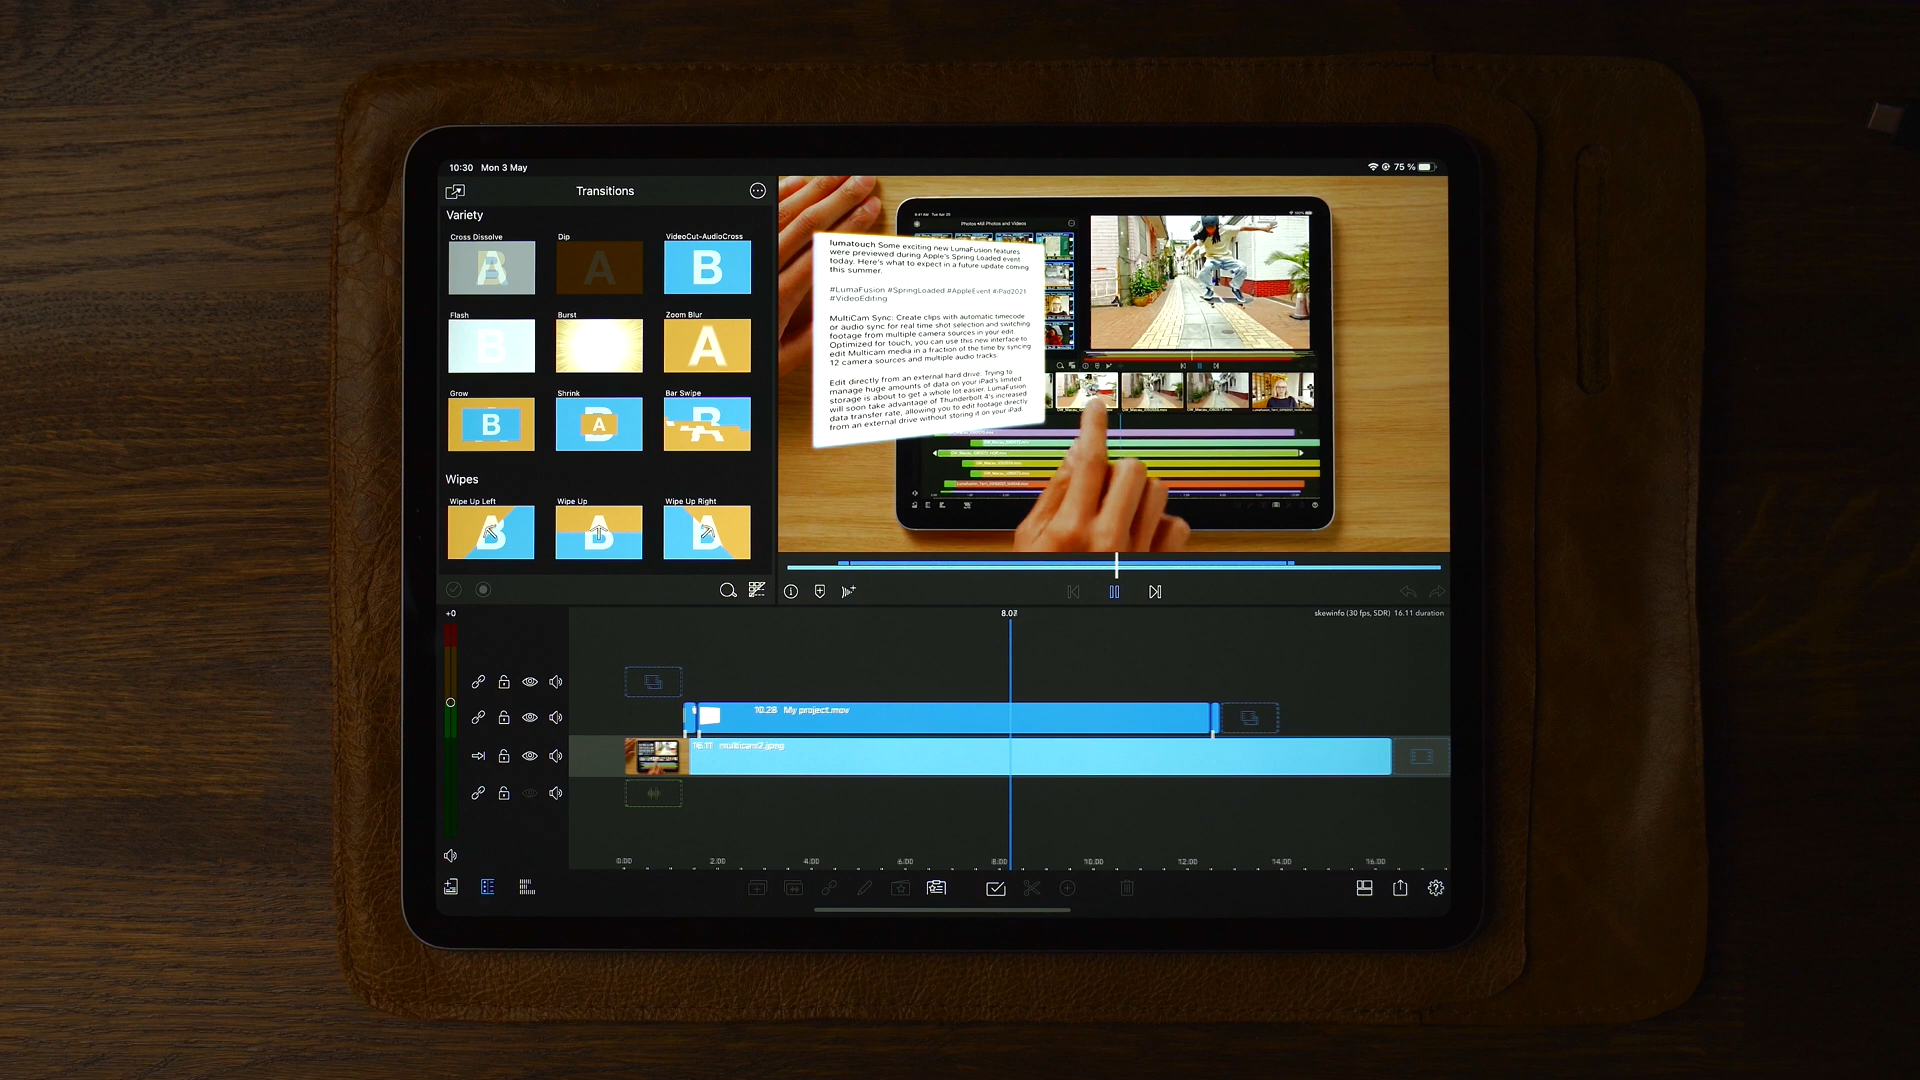 10:30 Mon 3 May
75 %
Transitions
Variety
Cross Dissolve
Dip
VideoCut-AudioCross
A
B
Flash
Burst
Zoom Blur
B
A
Grow
Shrink
Bar Swipe
B
A
Wipes
Wipe Up Left
Wipe Up
Wipe Up Right
Photos
All Photos and Videos
lumatouch Some exciting new LumaFusion features
were previewed during Apple's Spring Loaded event
today. Here's what to expect in a future update coming
this summer.
#LumaFusion #SpringLoaded #AppleEvent #iPad2021
#VideoEditing
MultiCam Sync: Create clips with automatic timecode
or audio sync for real time shot selection and switching
footage from multiple camera sources in your edit.
Optimized for touch, you can use this new interface to
edit Multicam media in a fraction of the time by syncing
12 camera sources and multiple audio tracks.
Edit directly from an external hard drive: Trying to
manage huge amounts of data on your iPad's limited
storage is about to get a whole lot easier. LumaFusion
will soon take advantage of Thunderbolt 4's increased
data transfer rate, allowing you to edit footage directly
from an external drive without storing it on your iPad.
+0
skewinfo (30 fps, SDR) 16.11 duration
10.28 My project.mov
16.11 multicam2.jpeg
0.00 2.00 4.00 6.00 8.00 10.00 12.00 14.00 16.00